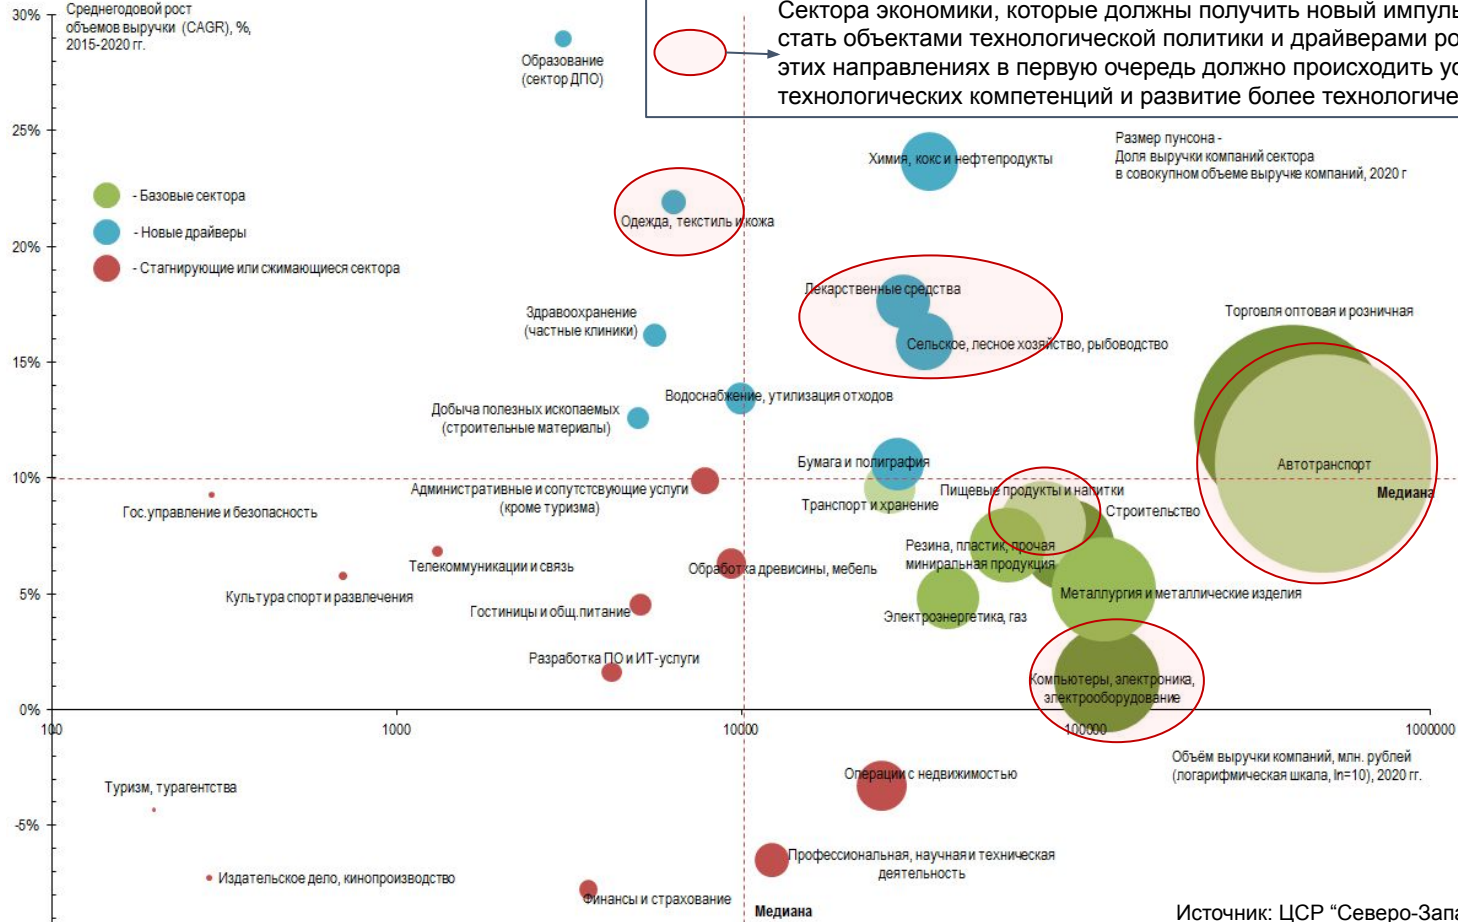 30%
Среднегодовой рост
объемов выручки (CAGR), %,
2015-2020 гг.
Сектора экономики, которые должны получить новый
стать объектами технологической политики и драйверами
этих направлениях в первую очередь должно происходить
технологических компетенций и развитие более
Образование
(сектор ДПО)
25%
Размер пунсона -
Доля выручки компаний сектора
в совокупном объеме выручке компаний, 2020 г
Химия, кокс и нефтепродукты
- Базовые сектора
- Новые драйверы
- Стагнирующие или сжимающиеся сектора
Одежда, текстиль и кожа
20%
Лекарственные средства
Здравоохранение
(частные клиники)
Торговля оптовая и розничная
Сельское, лесное хозяйство, рыбоводство
15%
Водоснабжение, утилизация отходов
Добыча полезных ископаемых
(строительные материалы)
Бумага и полиграфия
Автотранспорт
10%
Медиана
Административные и сопутствующие услуги
(кроме туризма)
Пищевые продукты и напитки
Транспорт и хранение
Строительство
Гос.управление и безопасность
Резина, пластик, прочая
миниральная продукция
Телекоммуникации и связь
Обработка древисины, мебель
Культура спорт и развлечения
Металлургия и металлические изделия
5%
Гостиницы и общ.питание
Электроэнергетика, газ
Разработка ПО и ИТ-услуги
Компьютеры, электроника,
электрооборудование
0%
100
1000
10000
100000
1000000
Объём выручки компаний, млн. рублей
(логарифмическая шкала, ln=10), 2020 гг.
Операции с недвижимостью
Туризм, турагентства
-5%
Профессиональная, научная и техническая
деятельность
Издательское дело, кинопроизводство
Финансы и страхование
Медиана
Источник: ЦСР “Северо-